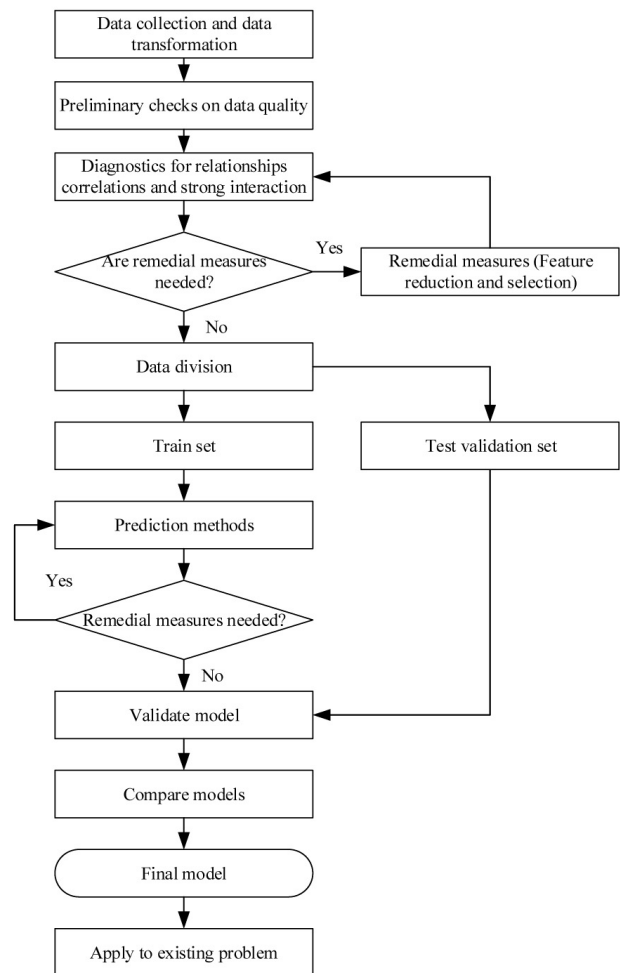 Data collection and data
transformation
Preliminary checks on data quality
Diagnostics for relationships
correlations and strong interaction
Are remedial measures
needed?
Yes
Remedial measures (Feature
reduction and selection)
No
Data division
Train set
Test validation set
Prediction methods
Yes
Remedial measures needed?
No
Validate model
Compare models
Final model
Apply to existing problem